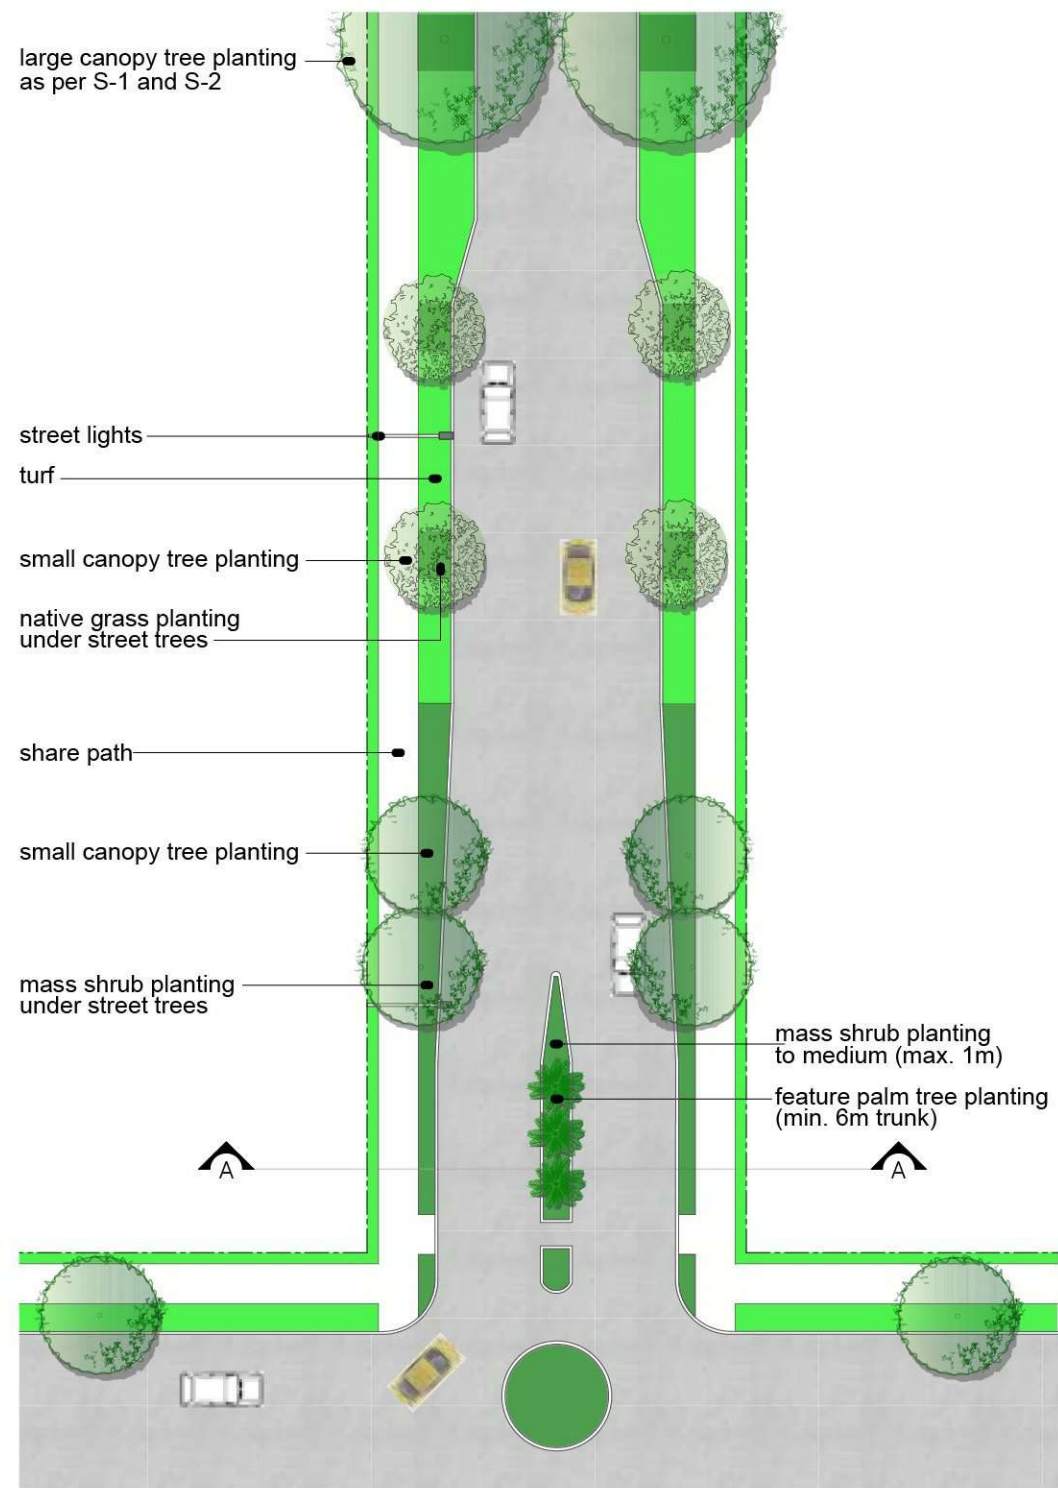 large canopy tree planting
as per S-1 and S-2
street lights
turf
small canopy tree planting
native grass planting
under street trees
share path
small canopy tree planting
mass shrub planting
under street trees
mass shrub planting
to medium (max. 1m)
feature palm tree planting
(min. 6m trunk)
A
A